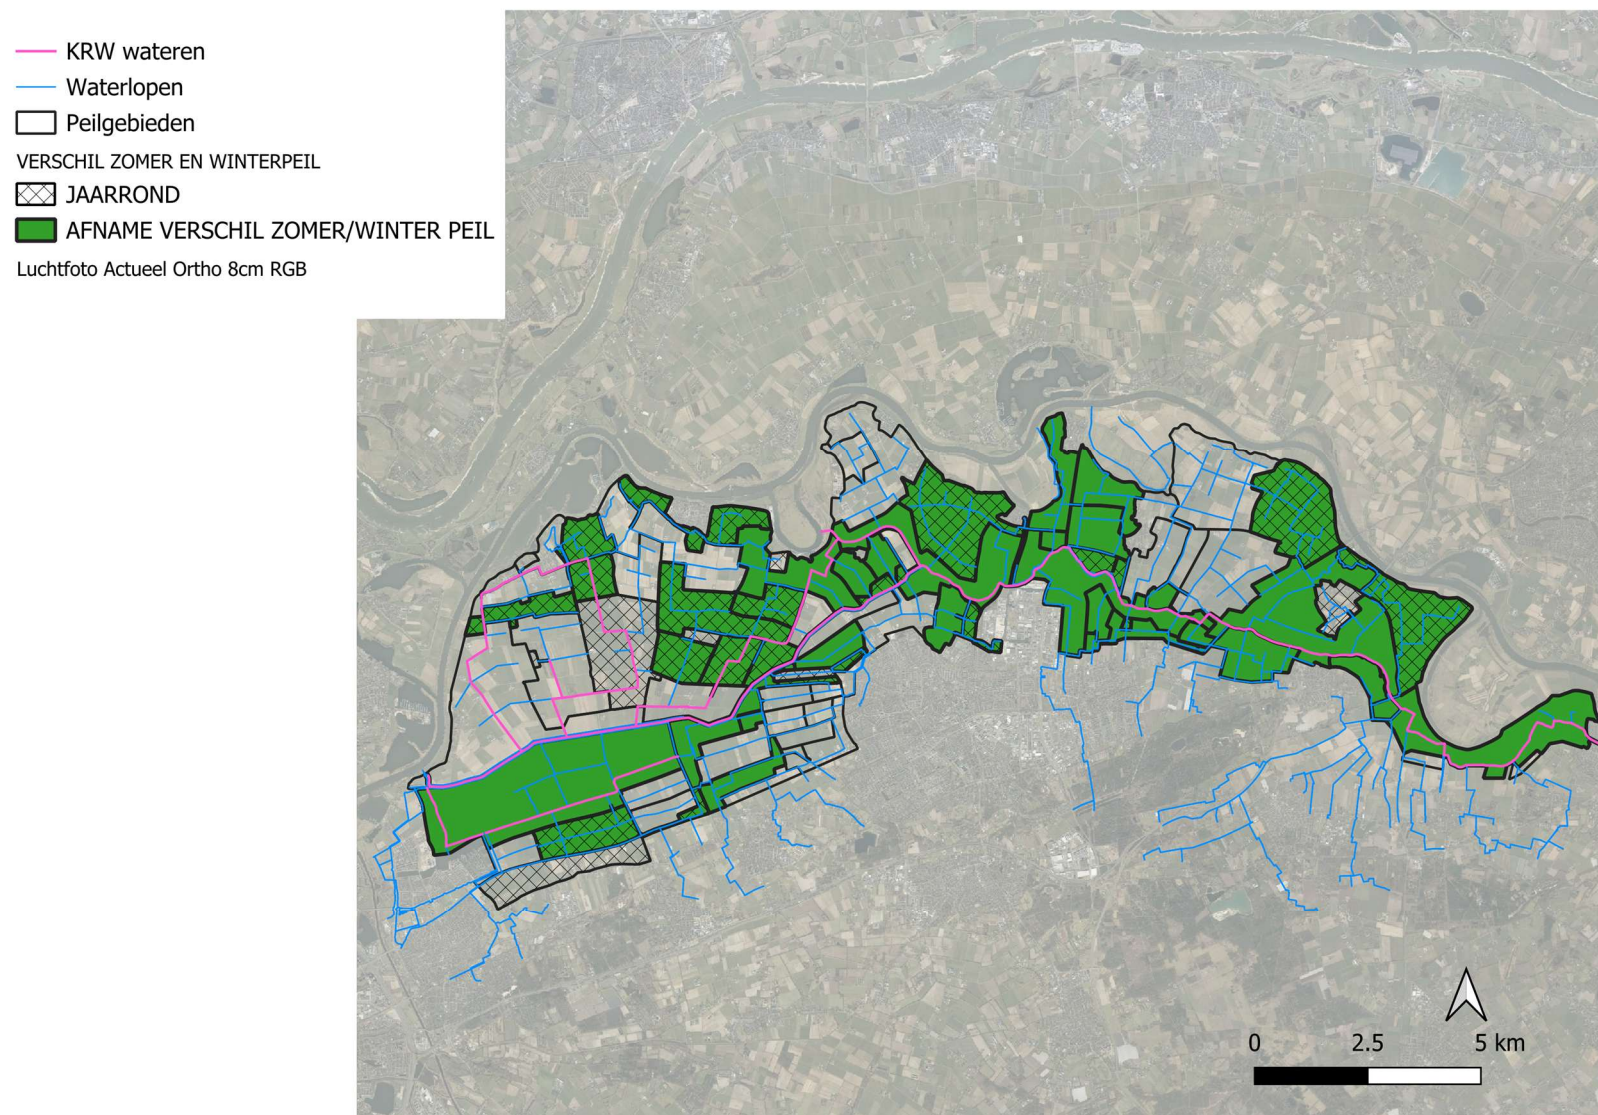 KRW wateren
Waterlopen
Peilgebieden
VERSCHIL ZOMER EN WINTERPEIL
JAARROND
AFNAME VERSCHIL ZOMER/WINTER PEIL
Luchtfoto Actueel Ortho 8cm RGB
0 2.5 5 km